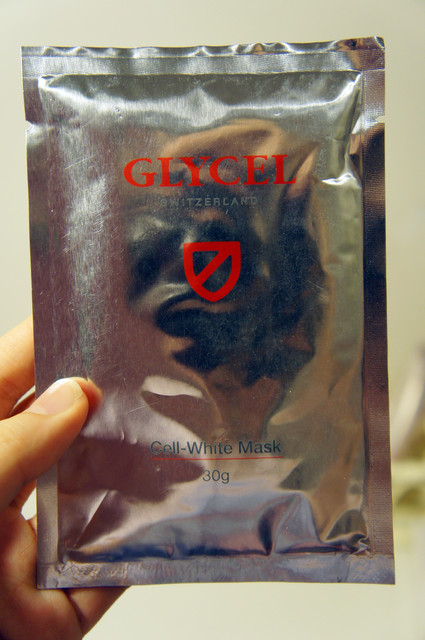 GLYCEL
SWITZERLAND
Cell-White Mask
30g